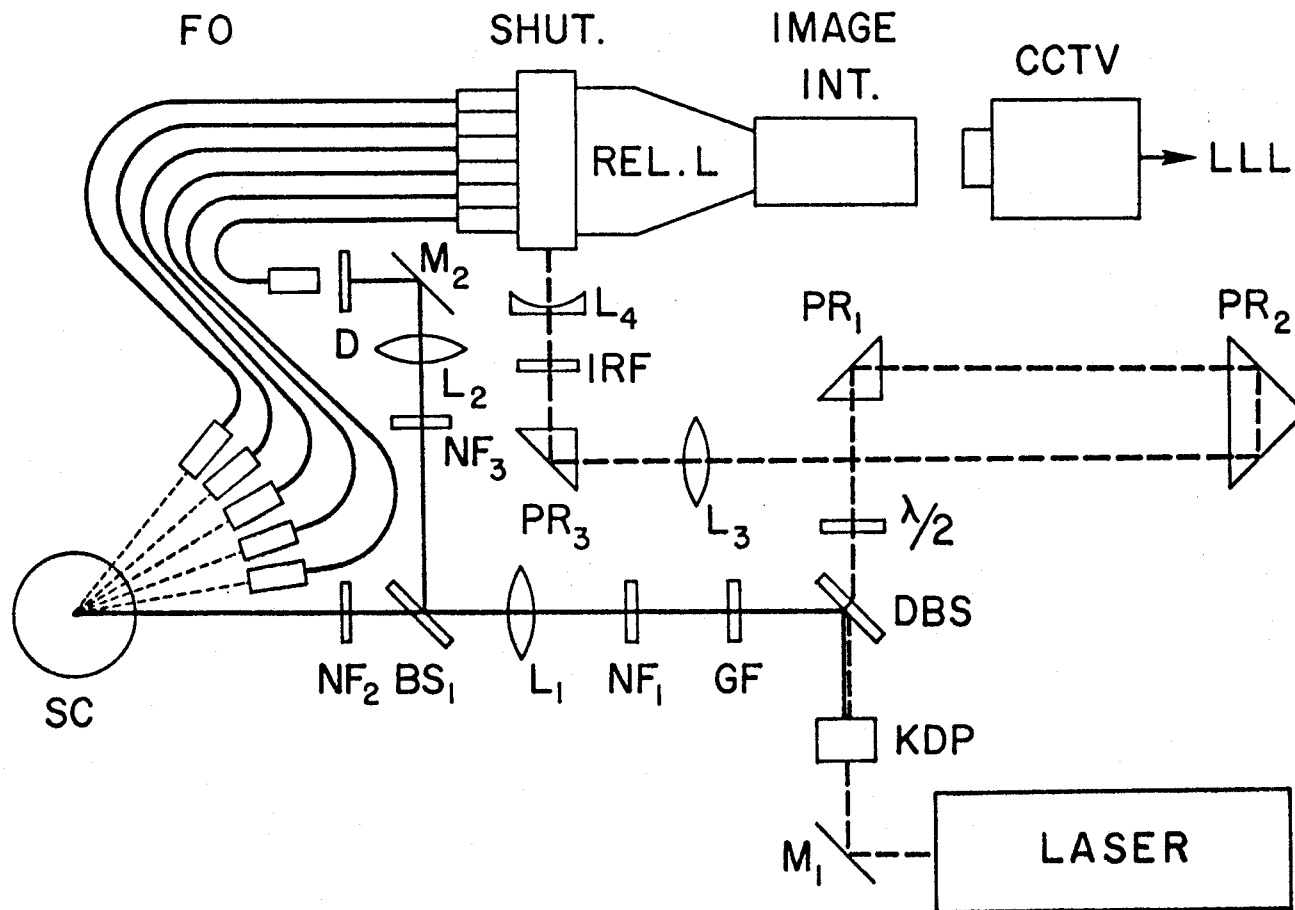 FO
SHUT.
IMAGE
INT.
CCTV
REL. L
LLL
M₂
L₄
PR₁
PR₂
D
L₂
IRF
NF₃
PR₃
L₃
λ/2
DBS
SC
NF₂
BS₁
L₁
NF₁
GF
KDP
M₁
LASER